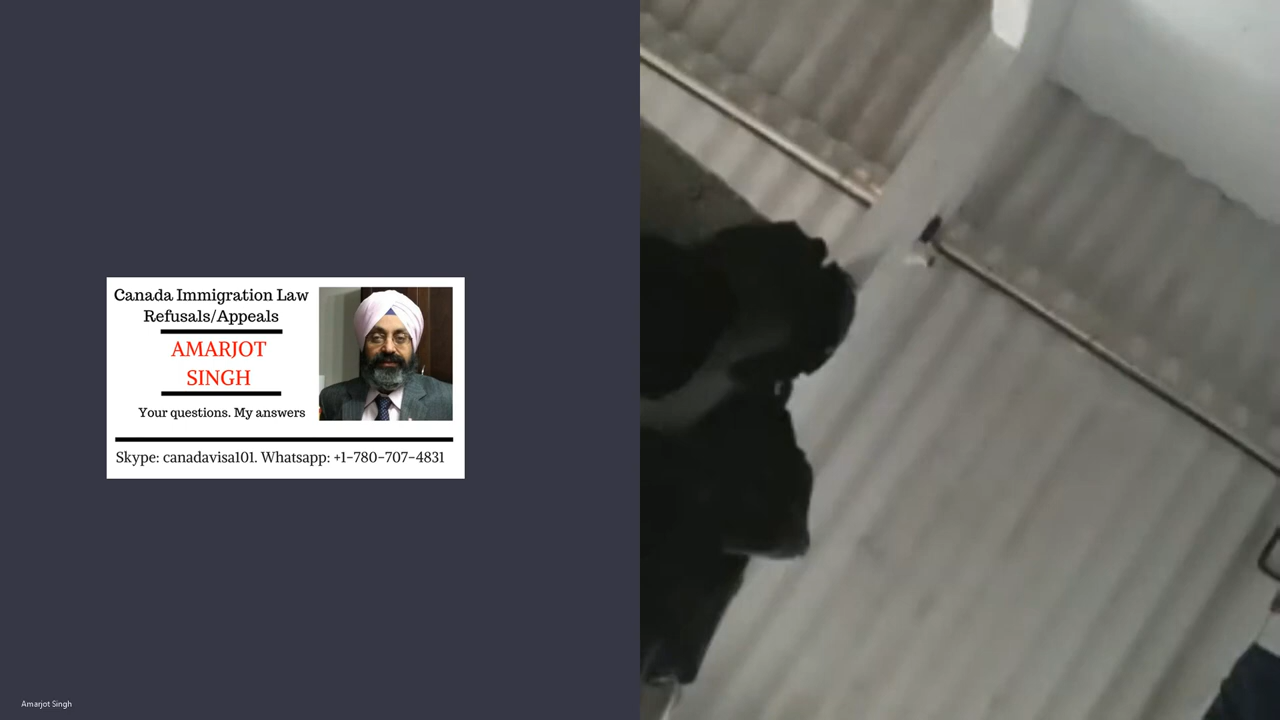 Canada Immigration Law
Refusals/Appeals
AMARJOT
SINGH
Your questions. My answers
Skype: canadavisa101. Whatsapp: +1-780-707-4831
Amarjot Singh